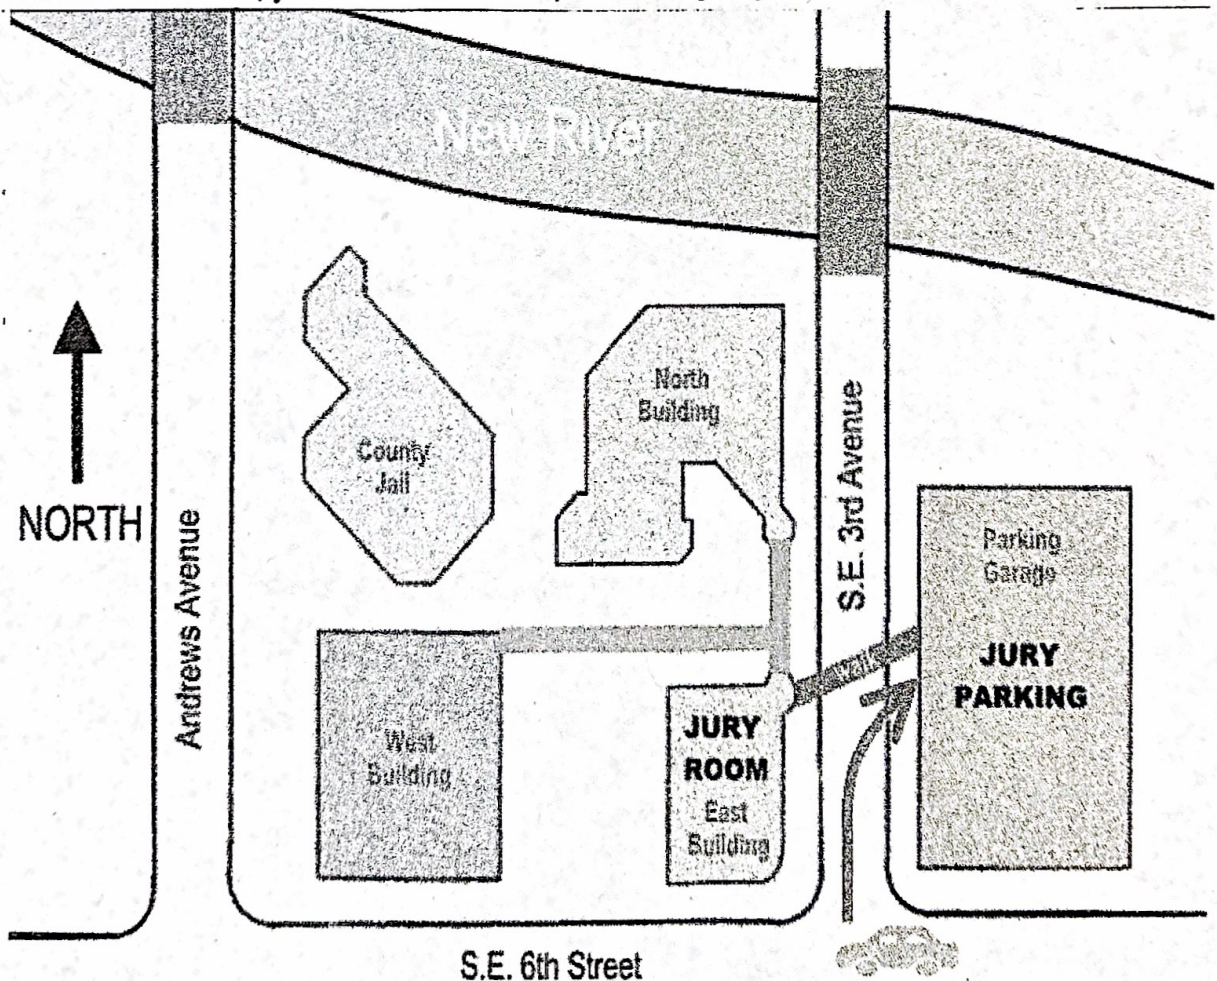 New River
North
Building
County
Jail
NORTH
Andrews Avenue
S.E. 3rd Avenue
Parking
Garage
JURY
PARKING
West
Building
JURY
ROOM
East
Building
S.E. 6th Street